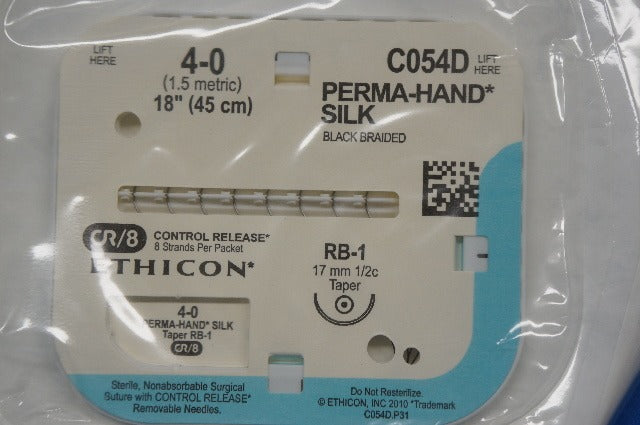 LIFT
HERE
4-0
(1.5 metric)
18" (45 cm)
C054D
LIFT
HERE
PERMA-HAND*
SILK
BLACK BRAIDED
CR/8
CONTROL RELEASE*
8 Strands Per Packet
ETHICON*
RB-1
17 mm 1/2c
Taper
4-0
PERMA-HAND* SILK
Taper RB-1
CR/8
Sterile, Nonabsorbable Surgical
Suture with CONTROL RELEASE*
Removable Needles.
Do Not Resterilize.
© ETHICON, INC 2010 *Trademark
C054D.P31